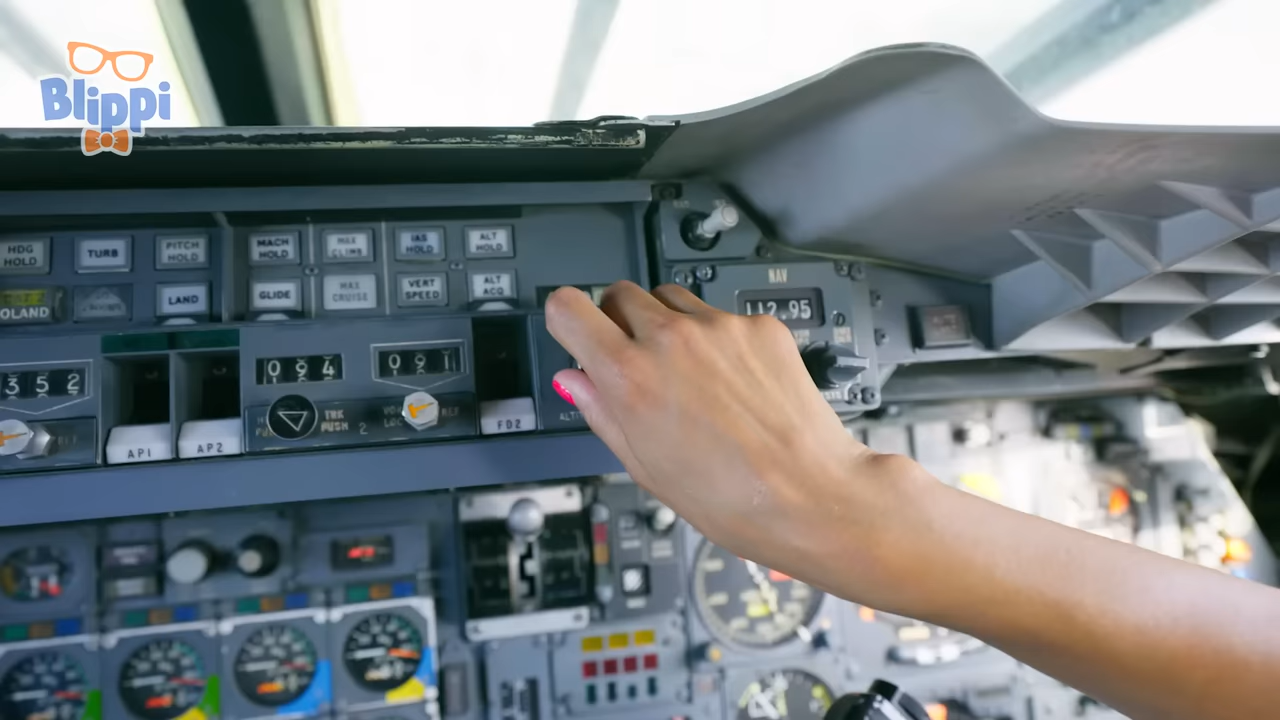 Blippi
HDG HOLD
TURB
PITCH HOLD
MACH HOLD
MAX CLIMB
IAS HOLD
ALT HOLD
LAND
GLIDE
MAX CRUISE
VERT SPEED
ALT ACQ
NAV
112.95
352
094
091
TRK
PUSH 2
AP1
AP2
FD2